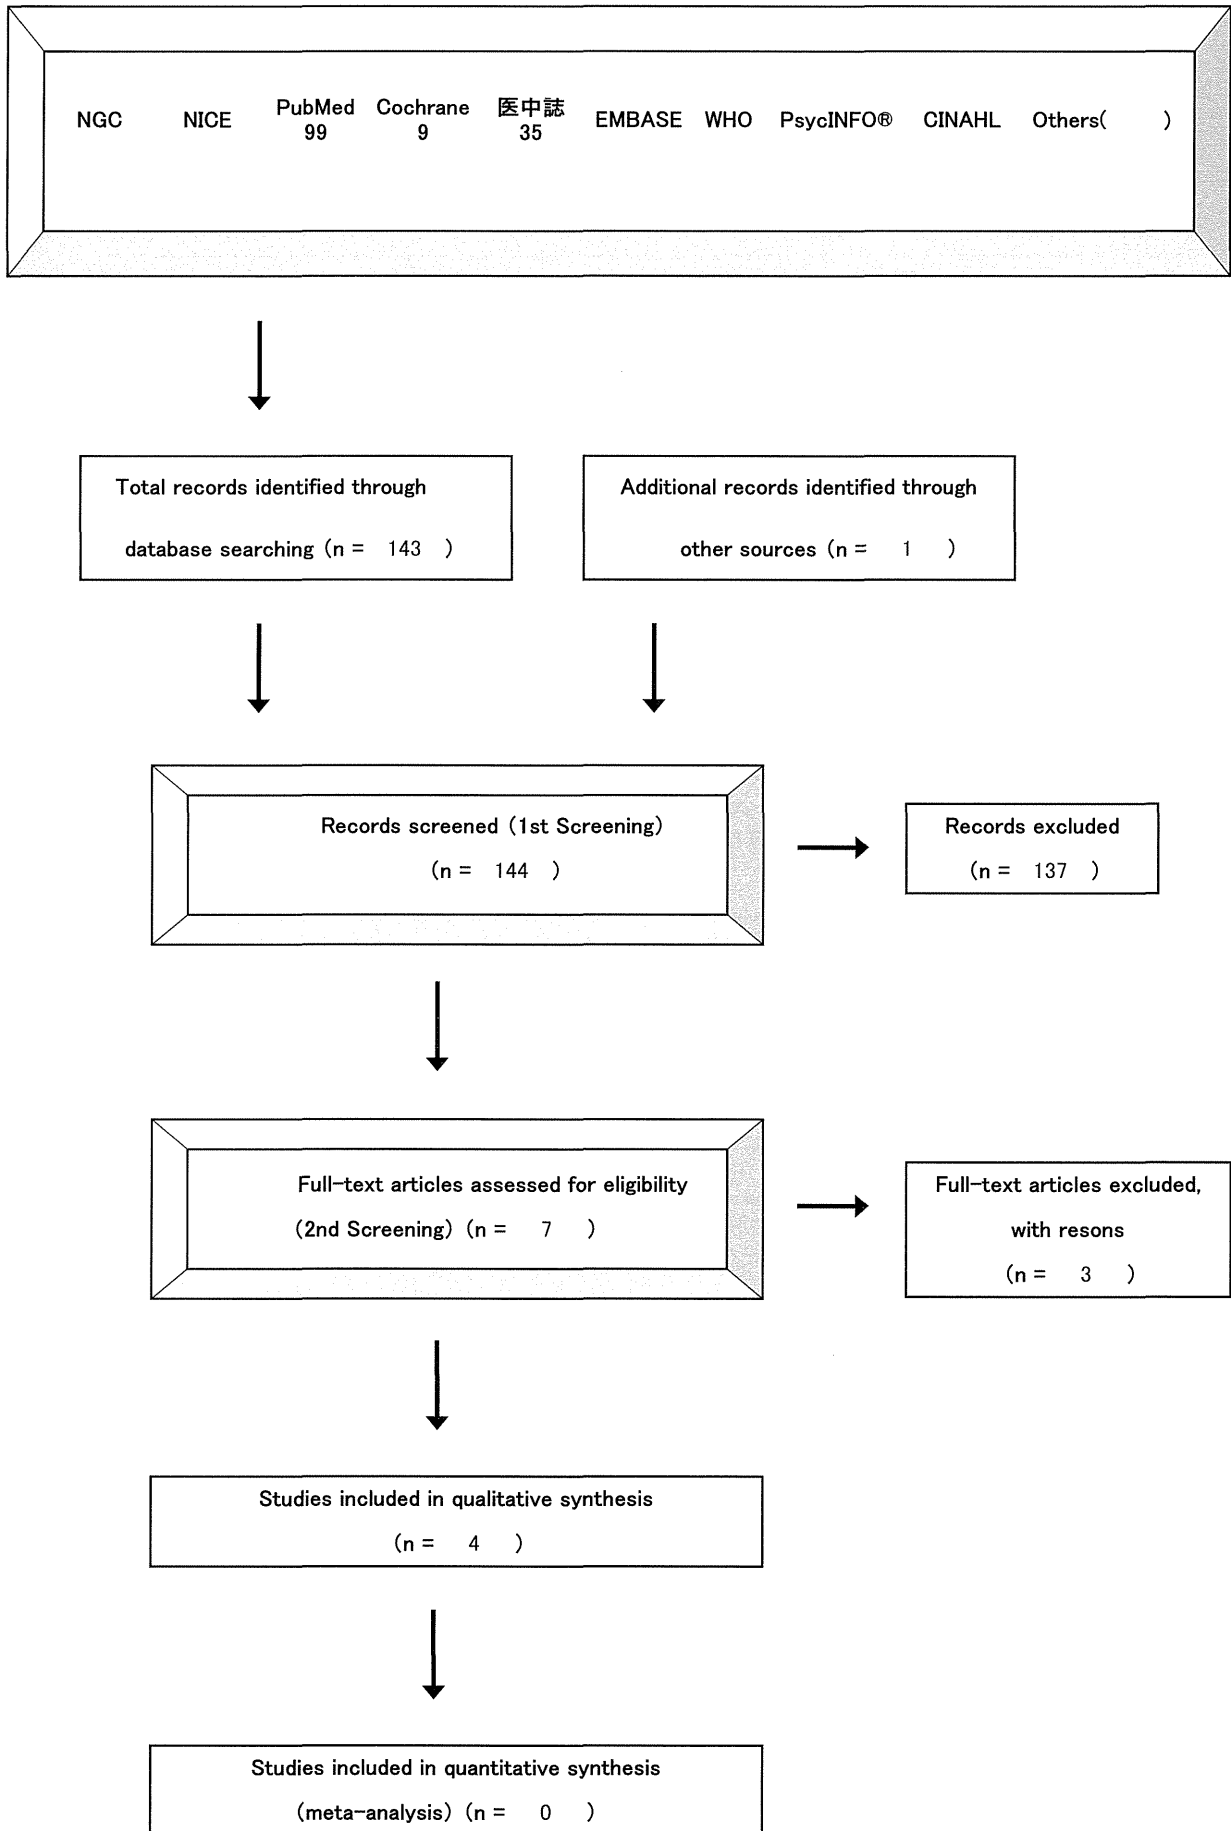 NGC NICE PubMed Cochrane 医中誌 EMBASE WHO PsycINFO® CINAHL Others( )
99 9 35
Total records identified through
database searching (n = 143 )
Additional records identified through
other sources (n = 1 )
Records screened (1st Screening)
(n = 144 )
Records excluded
(n = 137 )
Full-text articles assessed for eligibility
(2nd Screening) (n = 7 )
Full-text articles excluded,
with resons
(n = 3 )
Studies included in qualitative synthesis
(n = 4 )
Studies included in quantitative synthesis
(meta-analysis) (n = 0 )